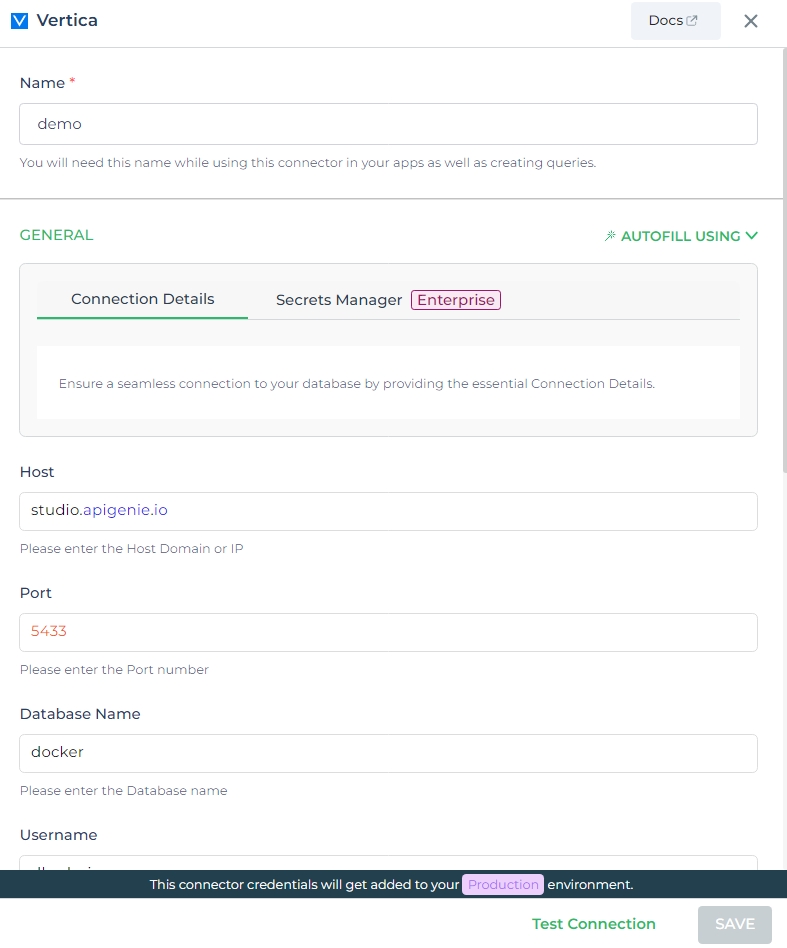 Vertica
Docs
Name *
demo
You will need this name while using this connector in your apps as well as creating queries.
GENERAL
AUTOFILL USING
Connection Details
Secrets Manager Enterprise
Ensure a seamless connection to your database by providing the essential Connection Details.
Host
studio.apigenie.io
Please enter the Host Domain or IP
Port
5433
Please enter the Port number
Database Name
docker
Please enter the Database name
Username
This connector credentials will get added to your Production environment.
Test Connection
SAVE